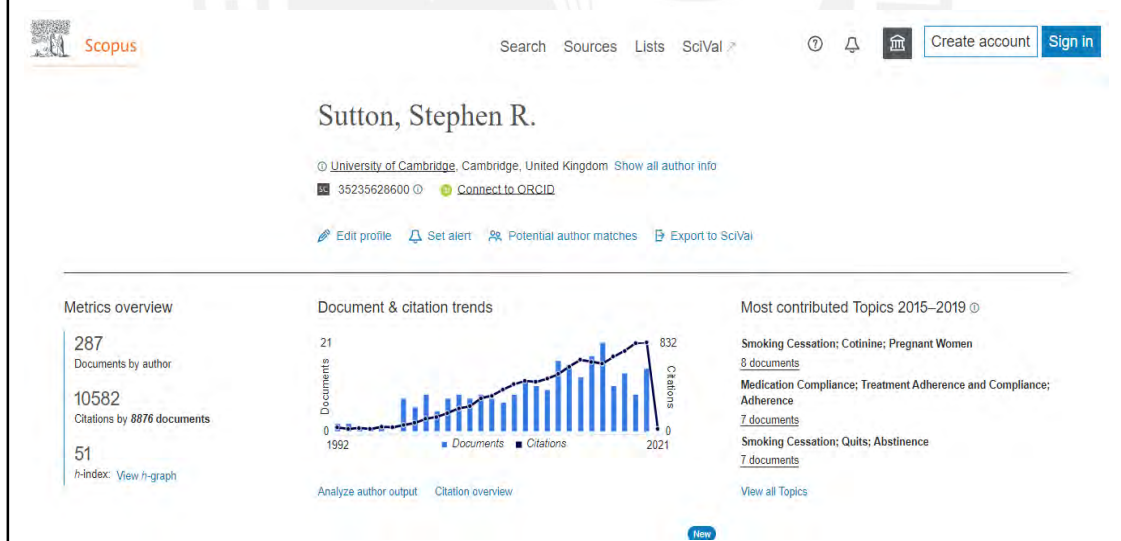 Scopus
Search Sources Lists SciVal ↗
Create account
Sign in
Sutton, Stephen R.
University of Cambridge, Cambridge, United Kingdom Show all author info
SC 35235628600 Connect to ORCID
Edit profile Set alert Potential author matches Export to SciVal
Metrics overview
287
Documents by author
10582
Citations by 8876 documents
51
h-index: View h-graph
Document & citation trends
21
832
Documents
Citations
0
0
1992
2021
Documents Citations
Analyze author output Citation overview
Most contributed Topics 2015–2019
Smoking Cessation; Cotinine; Pregnant Women
8 documents
Medication Compliance; Treatment Adherence and Compliance;
Adherence
7 documents
Smoking Cessation; Quits; Abstinence
7 documents
View all Topics
New